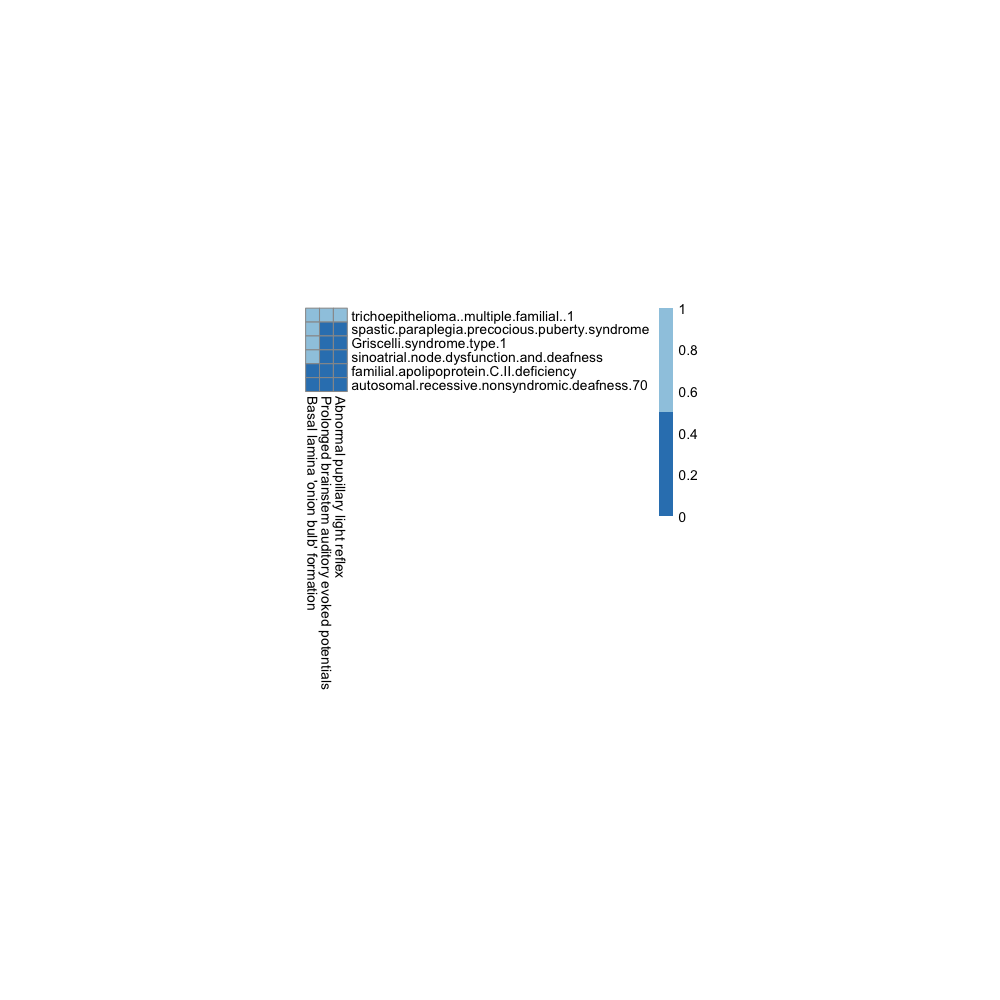 trichoepithelioma..multiple.familial..1
spastic.paraplegia.precocious.puberty.syndrome
Griscelli.syndrome.type.1
sinoatrial.node.dysfunction.and.deafness
familial.apolipoprotein.C.II.deficiency
autosomal.recessive.nonsyndromic.deafness.70
Basal lamina 'onion bulb' formation
Prolonged brainstem auditory evoked potentials
Abnormal pupillary light reflex
1
0.8
0.6
0.4
0.2
0